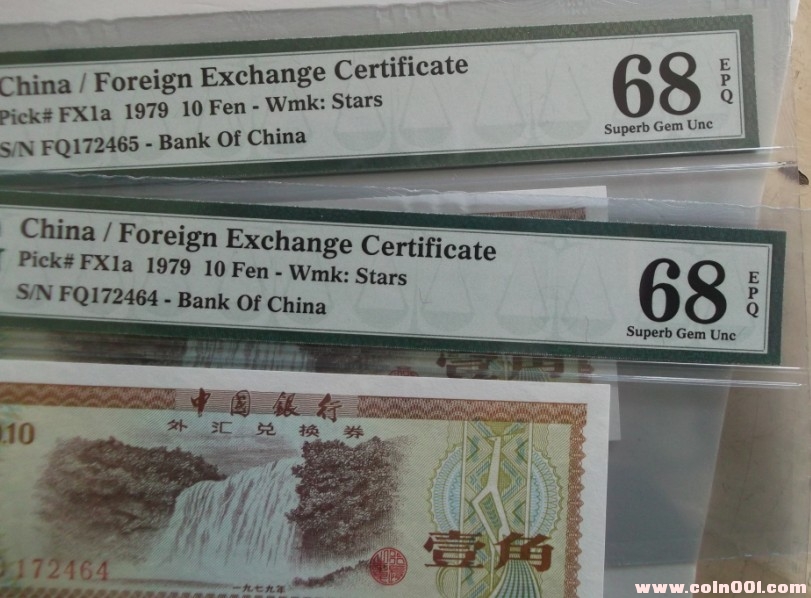 China / Foreign Exchange Certificate
Pick# FX1a 1979 10 Fen - Wmk: Stars
S/N FQ172465 - Bank Of China
68
EPQ
Superb Gem Unc
China / Foreign Exchange Certificate
Pick# FX1a 1979 10 Fen - Wmk: Stars
S/N FQ172464 - Bank Of China
68
EPQ
Superb Gem Unc
壹角
中国银行
外汇兑换券
.10
壹角
172464
一九七九年
www.coin001.com